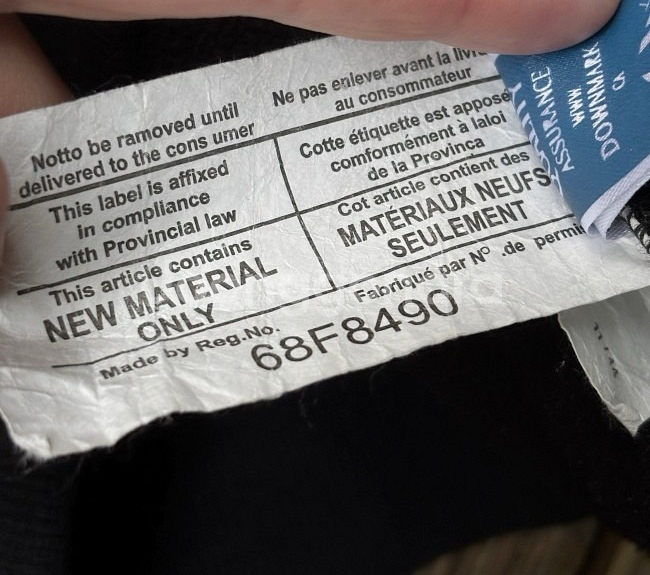 Notto be ramoved until
delivered to the cons umer
Ne pas enlever avant la
au consommateur
This label is affixed
in compliance
with Provincial law
Cotte étiquette est appose
comformément à laloi
de la Provinca
This article contains
NEW MATERIAL
ONLY
Cot article contient des
MATÉRIAUX NEUFS
SEULEMENT
Made by Reg.No.
Fabriqué par Nº .de permi
68F8490
ASSURANCE
WWW
DOWNMARK